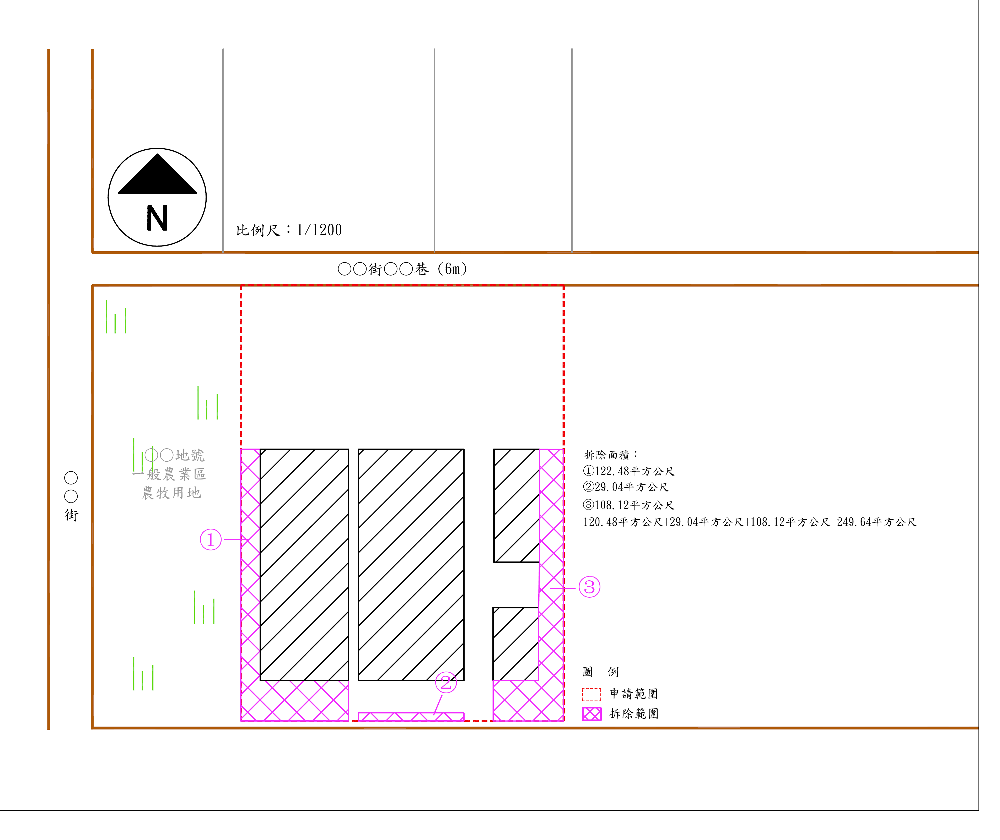 N
比例尺：1/1200
○○街○○巷 (6m)
○○地號
一般農業區
農牧用地
○○街
①
②
③
拆除面積：
①122.48平方公尺
②29.04平方公尺
③108.12平方公尺
120.48平方公尺+29.04平方公尺+108.12平方公尺=249.64平方公尺
圖 例
申請範圍
拆除範圍